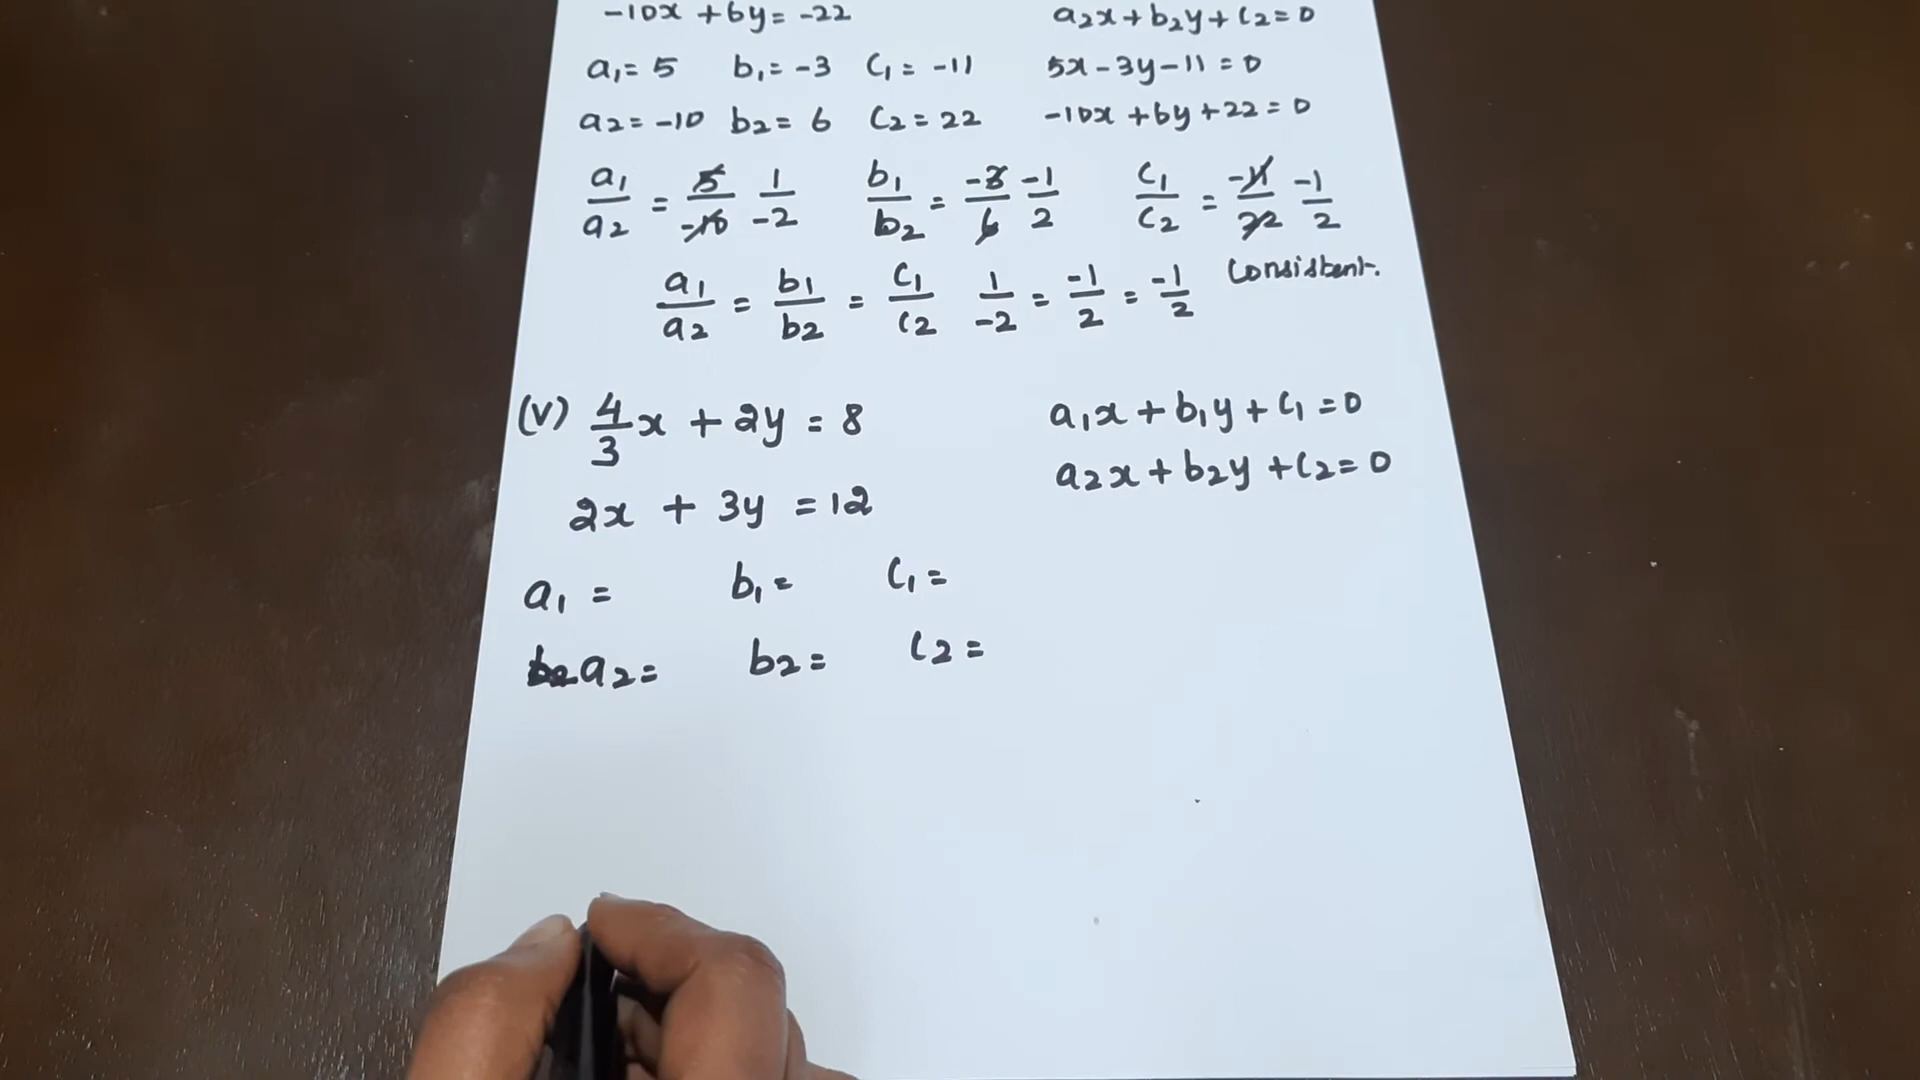 -10x + 6y = -22 a2x + b2y + c2 = 0
a1 = 5 b1 = -3 c1 = -11 5x - 3y - 11 = 0
a2 = -10 b2 = 6 c2 = 22 -10x + 6y + 22 = 0
a1/a2 = 5/-10 1/-2 b1/b2 = -3/6 -1/2 c1/c2 = -11/22 -1/2
a1/a2 = b1/b2 = c1/c2 1/-2 = -1/2 = -1/2 Consistent.
(V) 4/3 x + 2y = 8 a1x + b1y + c1 = 0
2x + 3y = 12 a2x + b2y + c2 = 0
a1 = b1 = c1 =
a2 = b2 = c2 =